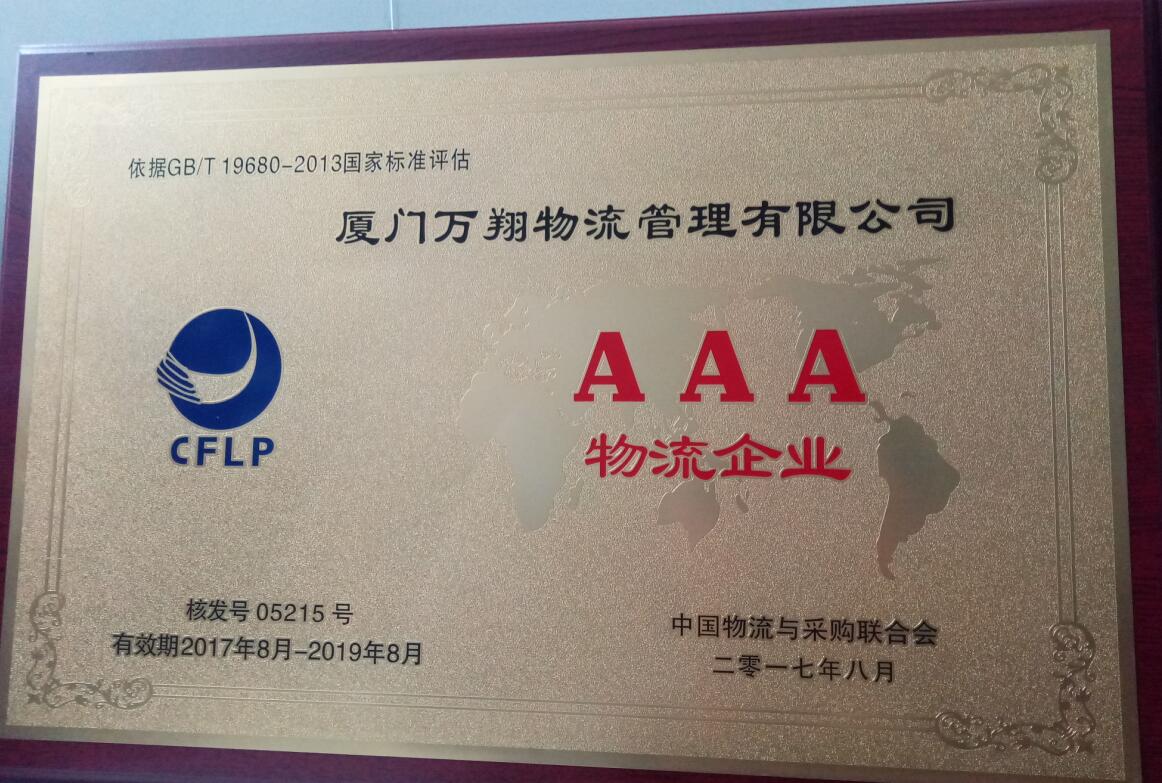 依据GB/T 19680-2013国家标准评估
厦门万翔物流管理有限公司
AAA
物流企业
CFLP
核发号 05215 号
有效期2017年8月-2019年8月
中国物流与采购联合会
二零一七年八月